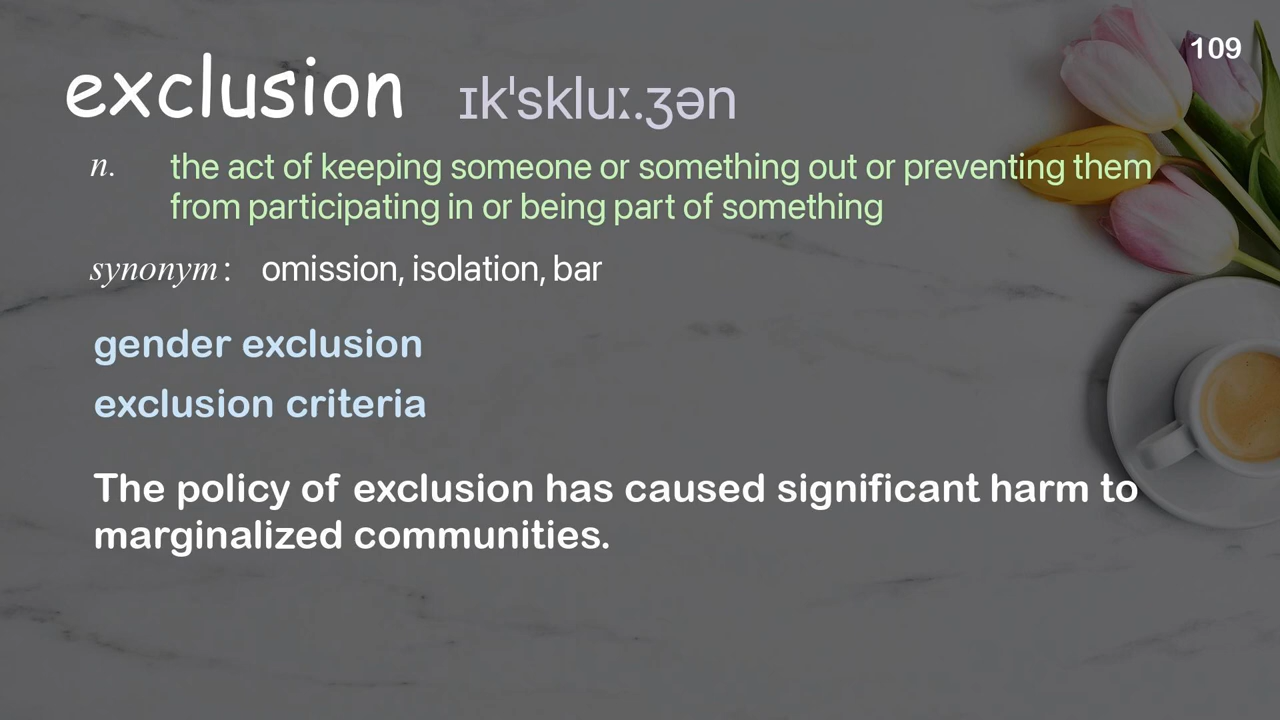 109
exclusion ɪkˈskluː.ʒən
n. the act of keeping someone or something out or preventing them
from participating in or being part of something
synonym: omission, isolation, bar
gender exclusion
exclusion criteria
The policy of exclusion has caused significant harm to
marginalized communities.